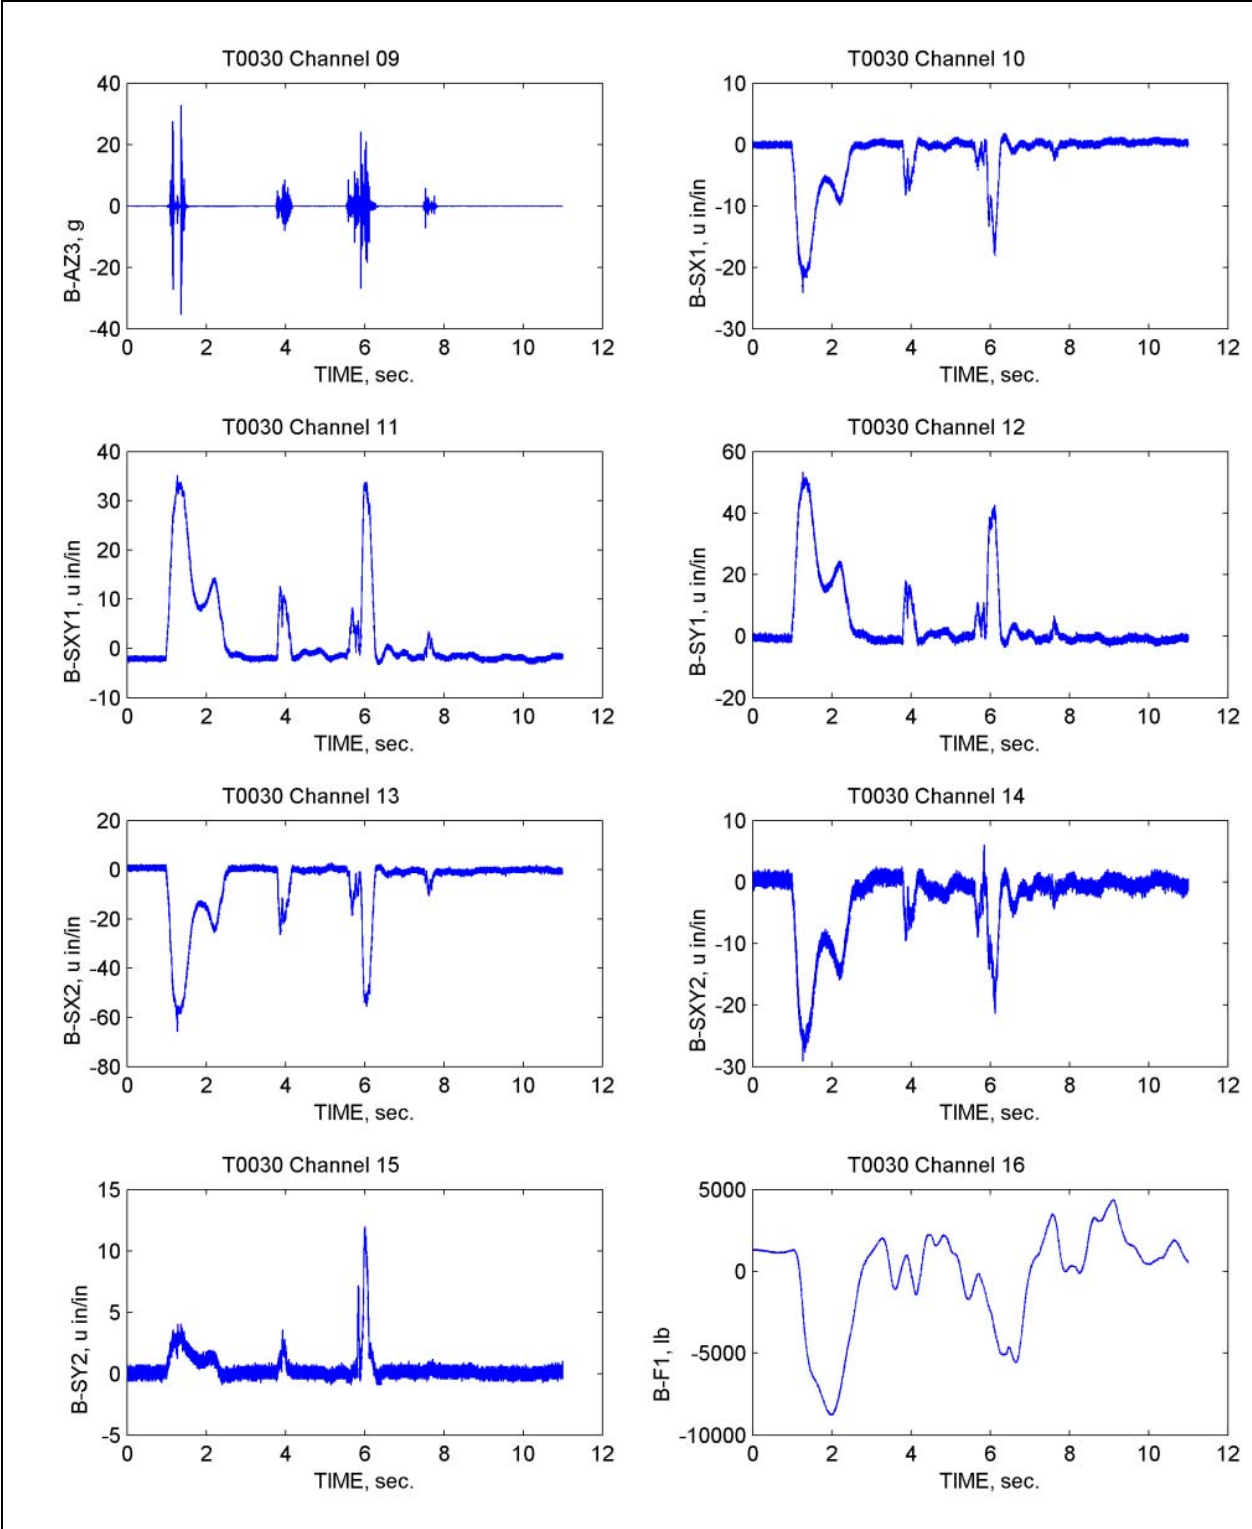 T0030 Channel 09
40
20
0
-20
-40
B-AZ3, g
0 2 4 6 8 10 12
TIME, sec.
T0030 Channel 10
10
0
-10
-20
-30
B-SX1, u in/in
0 2 4 6 8 10 12
TIME, sec.
T0030 Channel 11
40
30
20
10
0
-10
B-SXY1, u in/in
0 2 4 6 8 10 12
TIME, sec.
T0030 Channel 12
60
40
20
0
-20
B-SY1, u in/in
0 2 4 6 8 10 12
TIME, sec.
T0030 Channel 13
20
0
-20
-40
-60
-80
B-SX2, u in/in
0 2 4 6 8 10 12
TIME, sec.
T0030 Channel 14
10
0
-10
-20
-30
B-SXY2, u in/in
0 2 4 6 8 10 12
TIME, sec.
T0030 Channel 15
15
10
5
0
-5
B-SY2, u in/in
0 2 4 6 8 10 12
TIME, sec.
T0030 Channel 16
5000
0
-5000
-10000
B-F1, lb
0 2 4 6 8 10 12
TIME, sec.